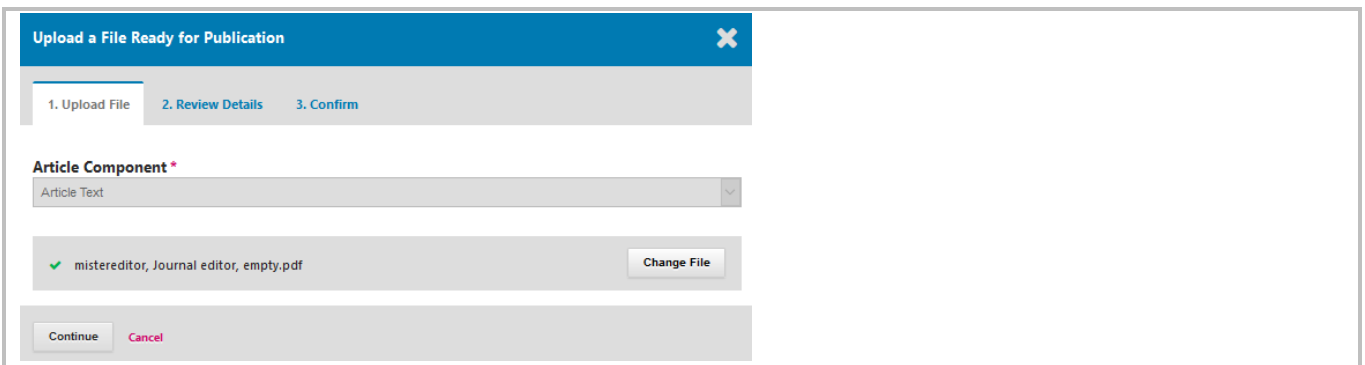 Upload a File Ready for Publication
1. Upload File 2. Review Details 3. Confirm
Article Component *
Article Text
mistereditor, Journal editor, empty.pdf Change File
Continue Cancel